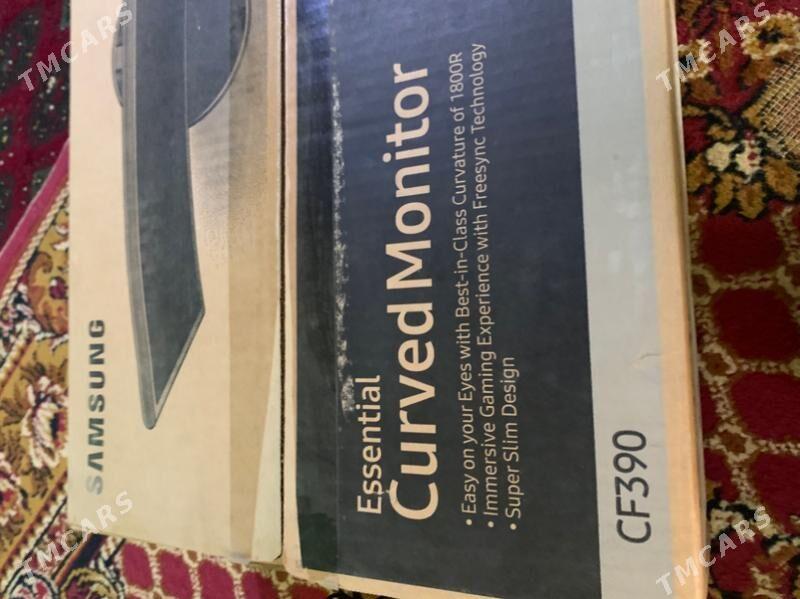 SAMSUNG
Essential
Curved Monitor
• Easy on your Eyes with Best-in-Class Curvature of 1800R
• Immersive Gaming Experience with Freesync Technology
• Super Slim Design
CF390
TMCARS
TMCARS
TMCARS
TMCARS
TMCARS
TMCARS